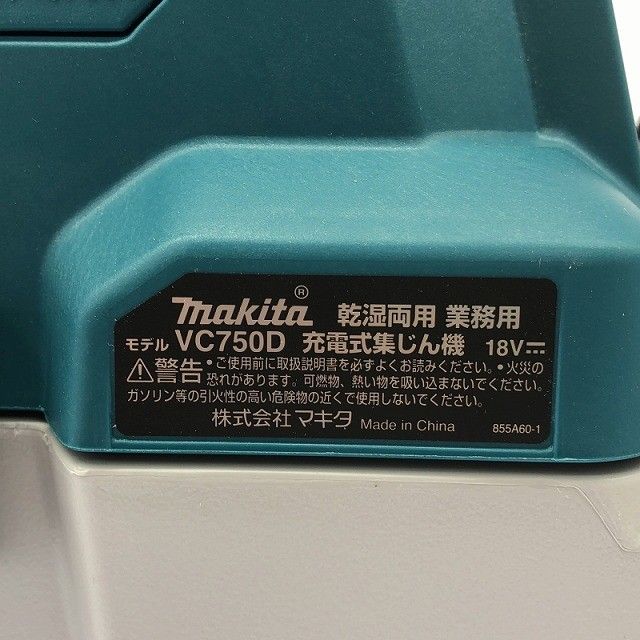 makita® 乾湿両用 業務用
モデル VC750D 充電式集じん機 18V⎓
⚠警告 •ご使用前に取扱説明書を必ずよくお読みください。•火災の
恐れがあります。可燃物、熱い物を吸い込まないでください。
ガソリン等の引火性の高い危険物の近くで使用しないでください。
株式会社マキタ Made in China 855A60-1